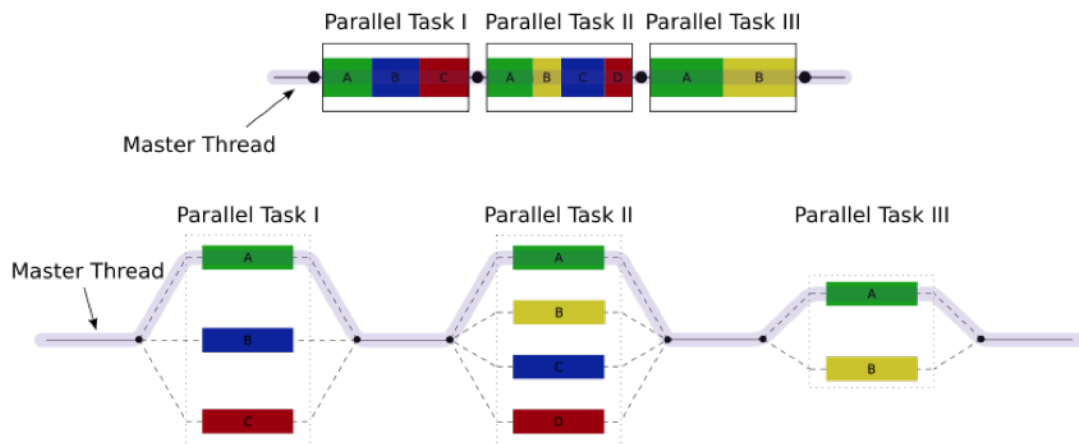 Parallel Task I Parallel Task II Parallel Task III
A B C A B C D A B
Master Thread
Parallel Task I Parallel Task II Parallel Task III
A A
Master Thread
A
B
B
C
B
C D